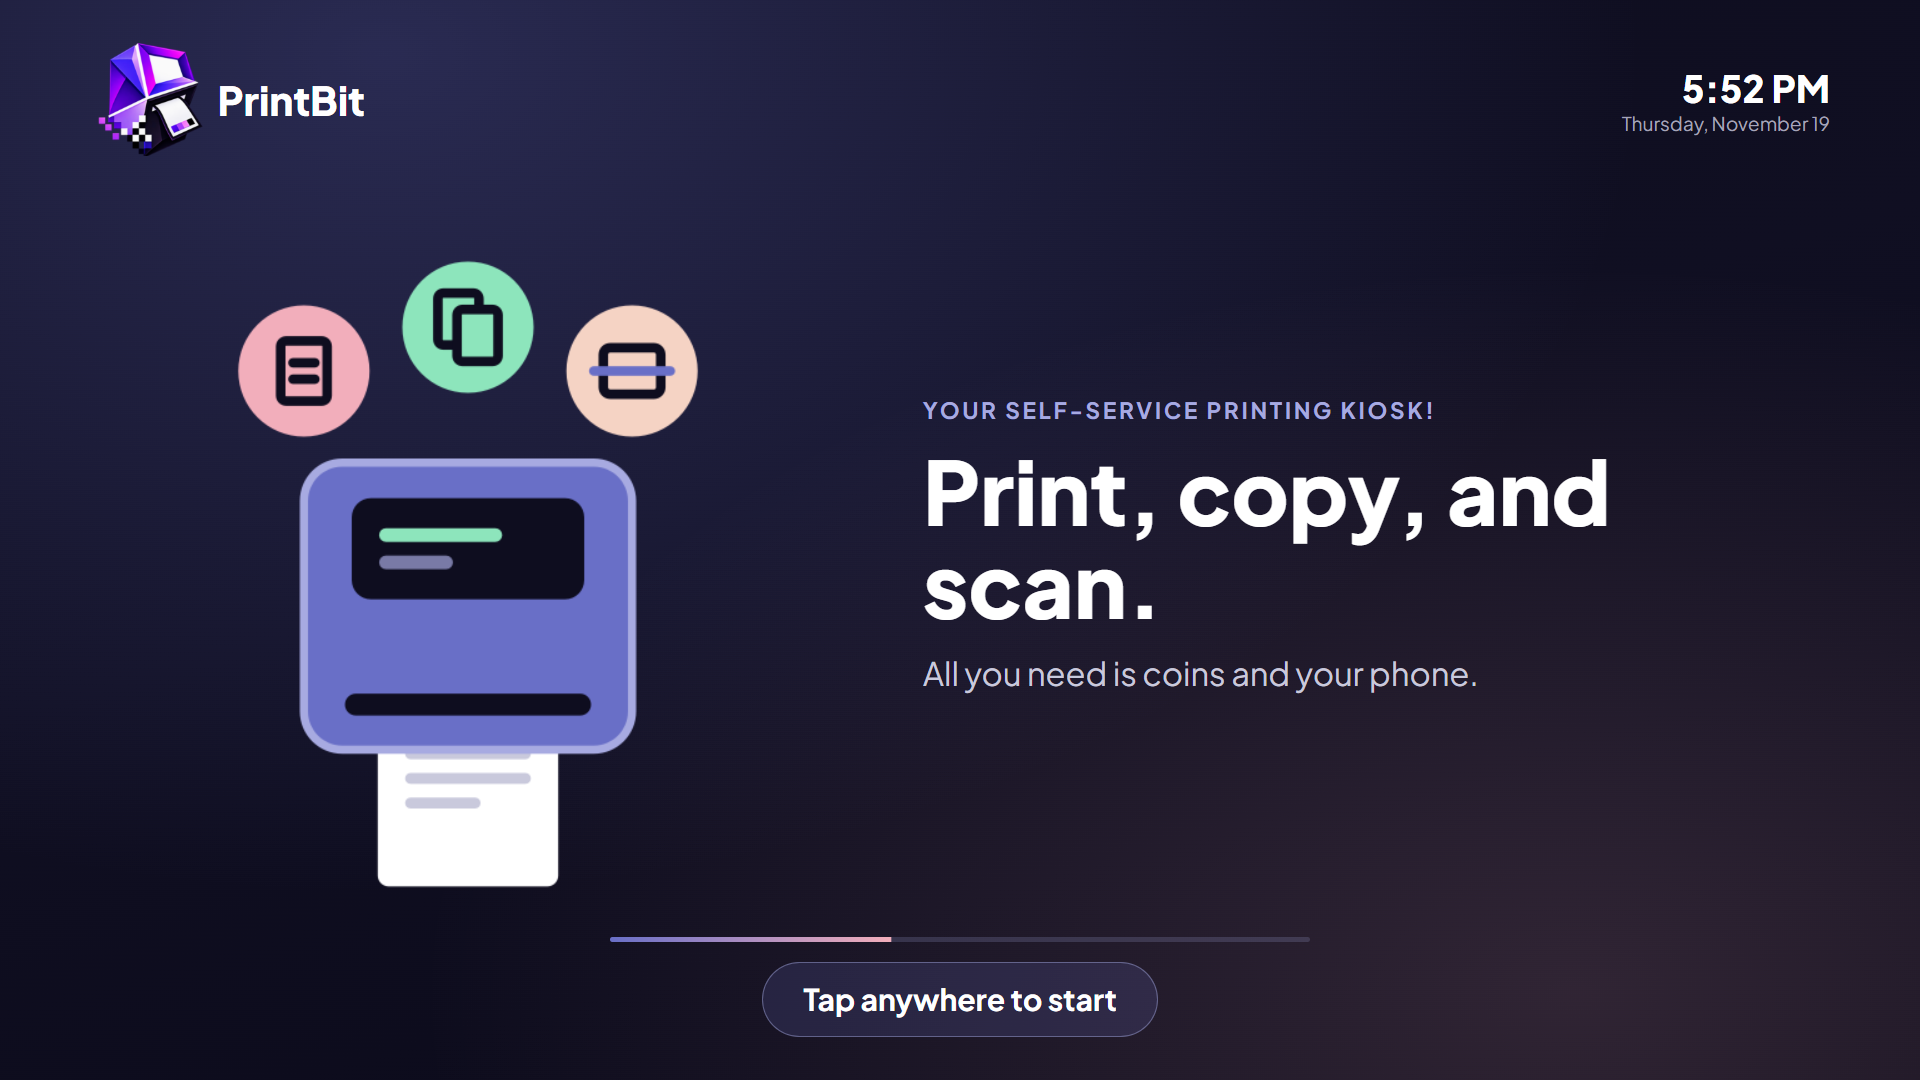 PrintBit
5:52 PM
Thursday, November 19
YOUR SELF-SERVICE PRINTING KIOSK!
Print, copy, and
scan.
All you need is coins and your phone.
Tap anywhere to start